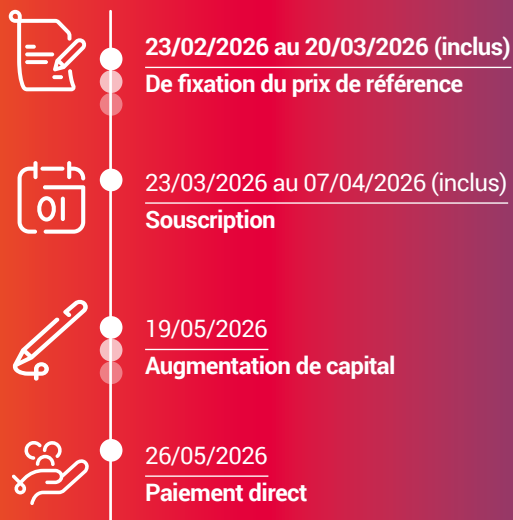 23/02/2026 au 20/03/2026 (inclus)
De fixation du prix de référence
01
23/03/2026 au 07/04/2026 (inclus)
Souscription
19/05/2026
Augmentation de capital
26/05/2026
Paiement direct